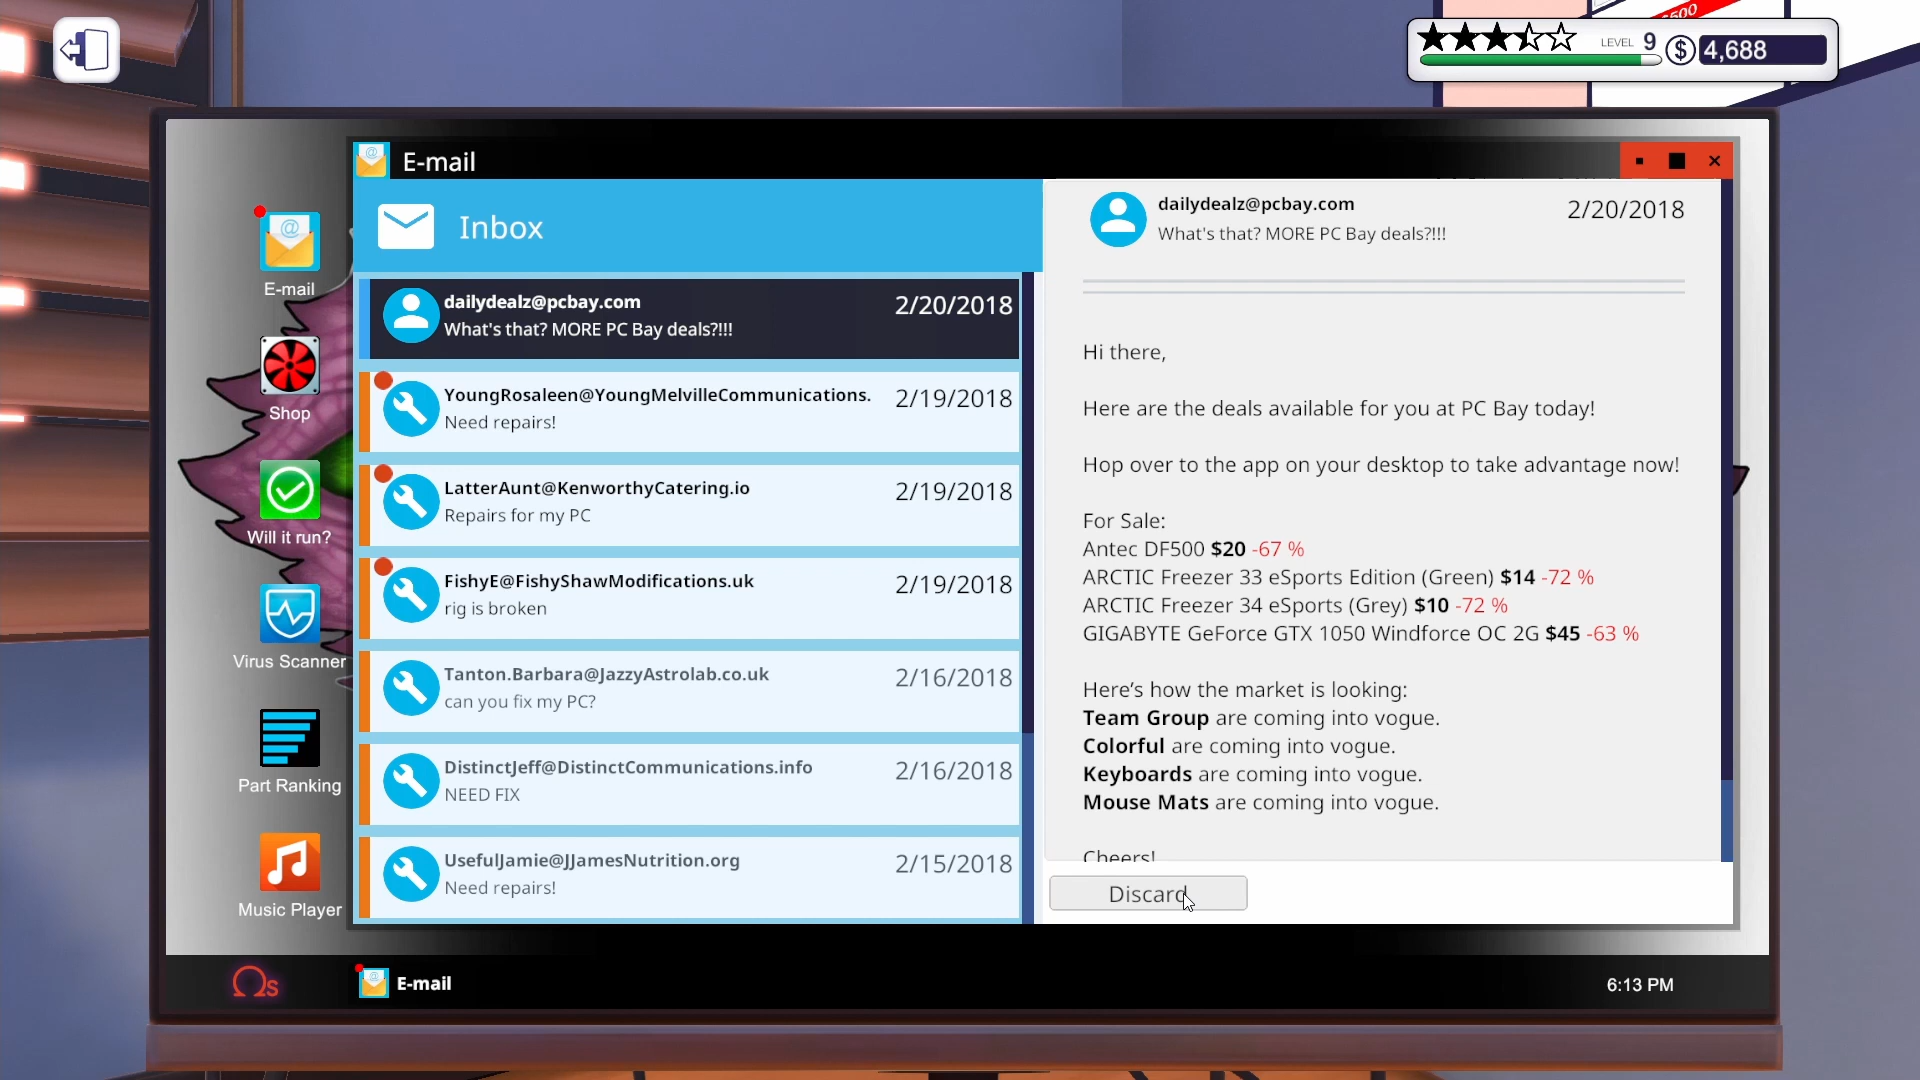 $500
LEVEL 9
$ 4,688
E-mail
Inbox
dailydealz@pcbay.com
2/20/2018
What's that? MORE PC Bay deals?!!!
YoungRosaleen@YoungMelvilleCommunications.
2/19/2018
Need repairs!
LatterAunt@KenworthyCatering.io
2/19/2018
Repairs for my PC
FishyE@FishyShawModifications.uk
2/19/2018
rig is broken
Tanton.Barbara@JazzyAstrolab.co.uk
2/16/2018
can you fix my PC?
DistinctJeff@DistinctCommunications.info
2/16/2018
NEED FIX
UsefulJamie@JJamesNutrition.org
2/15/2018
Need repairs!
dailydealz@pcbay.com
2/20/2018
What's that? MORE PC Bay deals?!!!
Hi there,
Here are the deals available for you at PC Bay today!
Hop over to the app on your desktop to take advantage now!
For Sale:
Antec DF500 $20 -67 %
ARCTIC Freezer 33 eSports Edition (Green) $14 -72 %
ARCTIC Freezer 34 eSports (Grey) $10 -72 %
GIGABYTE GeForce GTX 1050 Windforce OC 2G $45 -63 %
Here's how the market is looking:
Team Group are coming into vogue.
Colorful are coming into vogue.
Keyboards are coming into vogue.
Mouse Mats are coming into vogue.
Cheers!
Discard
E-mail
Shop
Will it run?
Virus Scanner
Part Ranking
Music Player
Ωs
E-mail
6:13 PM